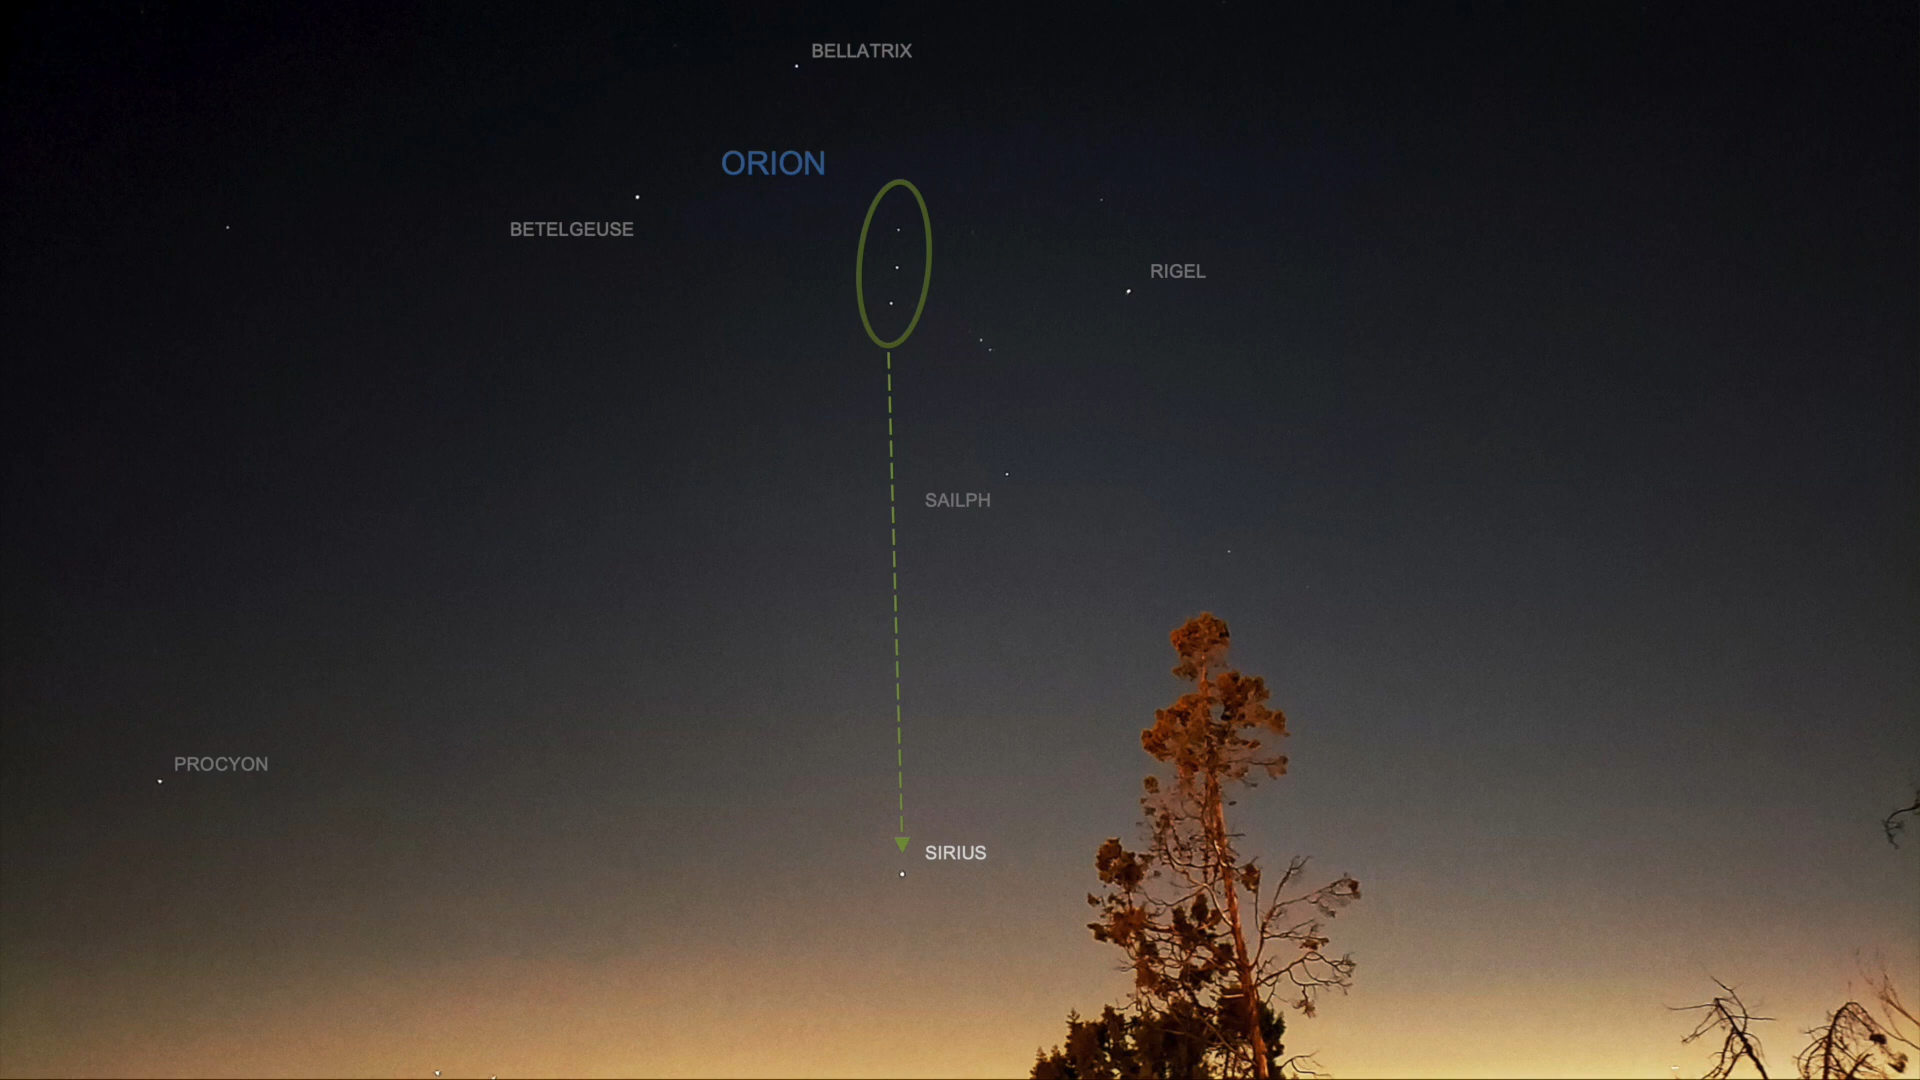 BELLATRIX
ORION
BETELGEUSE
RIGEL
SAILPH
PROCYON
SIRIUS